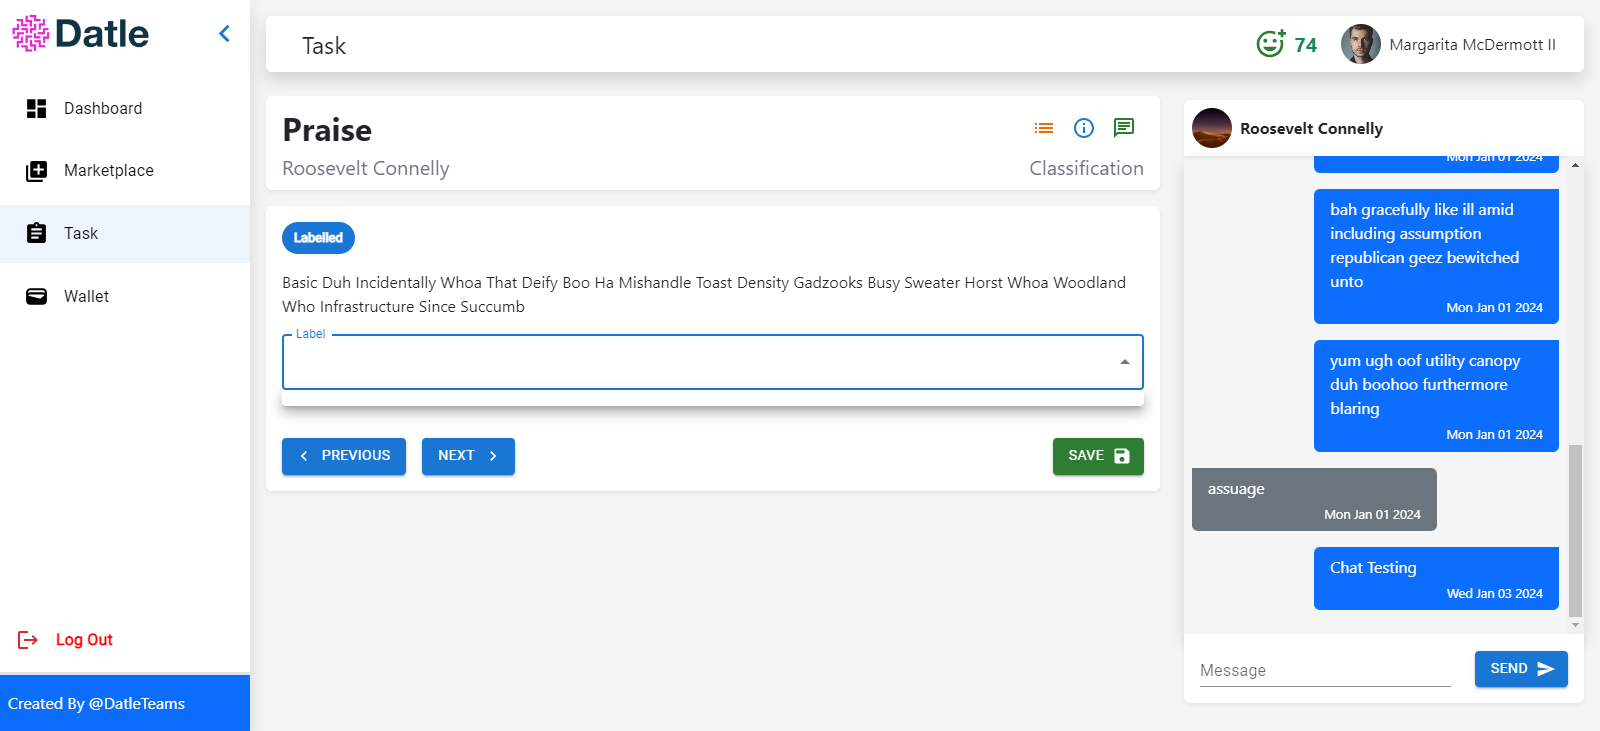 Datle
Dashboard
Marketplace
Task
Wallet
Log Out
Created By @DatleTeams
Task
74
Margarita McDermott II
Praise
Roosevelt Connelly
Classification
Labelled
Basic Duh Incidentally Whoa That Deify Boo Ha Mishandle Toast Density Gadzooks Busy Sweater Horst Whoa Woodland
Who Infrastructure Since Succumb
Label
PREVIOUS
NEXT
SAVE
Roosevelt Connelly
Mon Jan 01 2024
bah gracefully like ill amid
including assumption
republican geez bewitched
unto
Mon Jan 01 2024
yum ugh oof utility canopy
duh boohoo furthermore
blaring
Mon Jan 01 2024
assuage
Mon Jan 01 2024
Chat Testing
Wed Jan 03 2024
Message
SEND